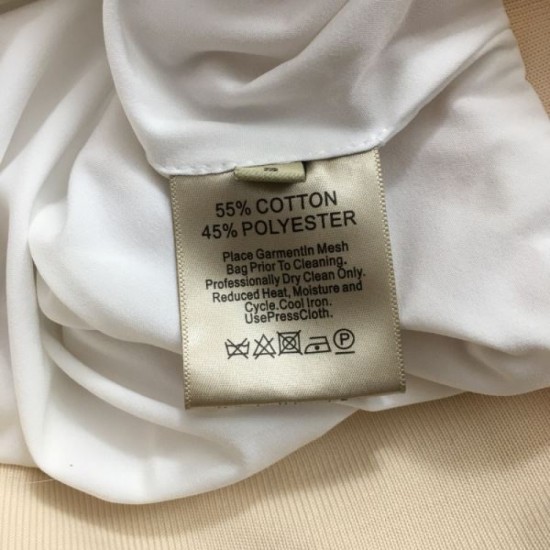 55% COTTON
45% POLYESTER
Place GarmentIn Mesh
Bag Prior To Cleaning.
Professionally Dry Clean Only.
Reduced Heat, Moisture and
Cycle.Cool Iron.
UsePressCloth.
P